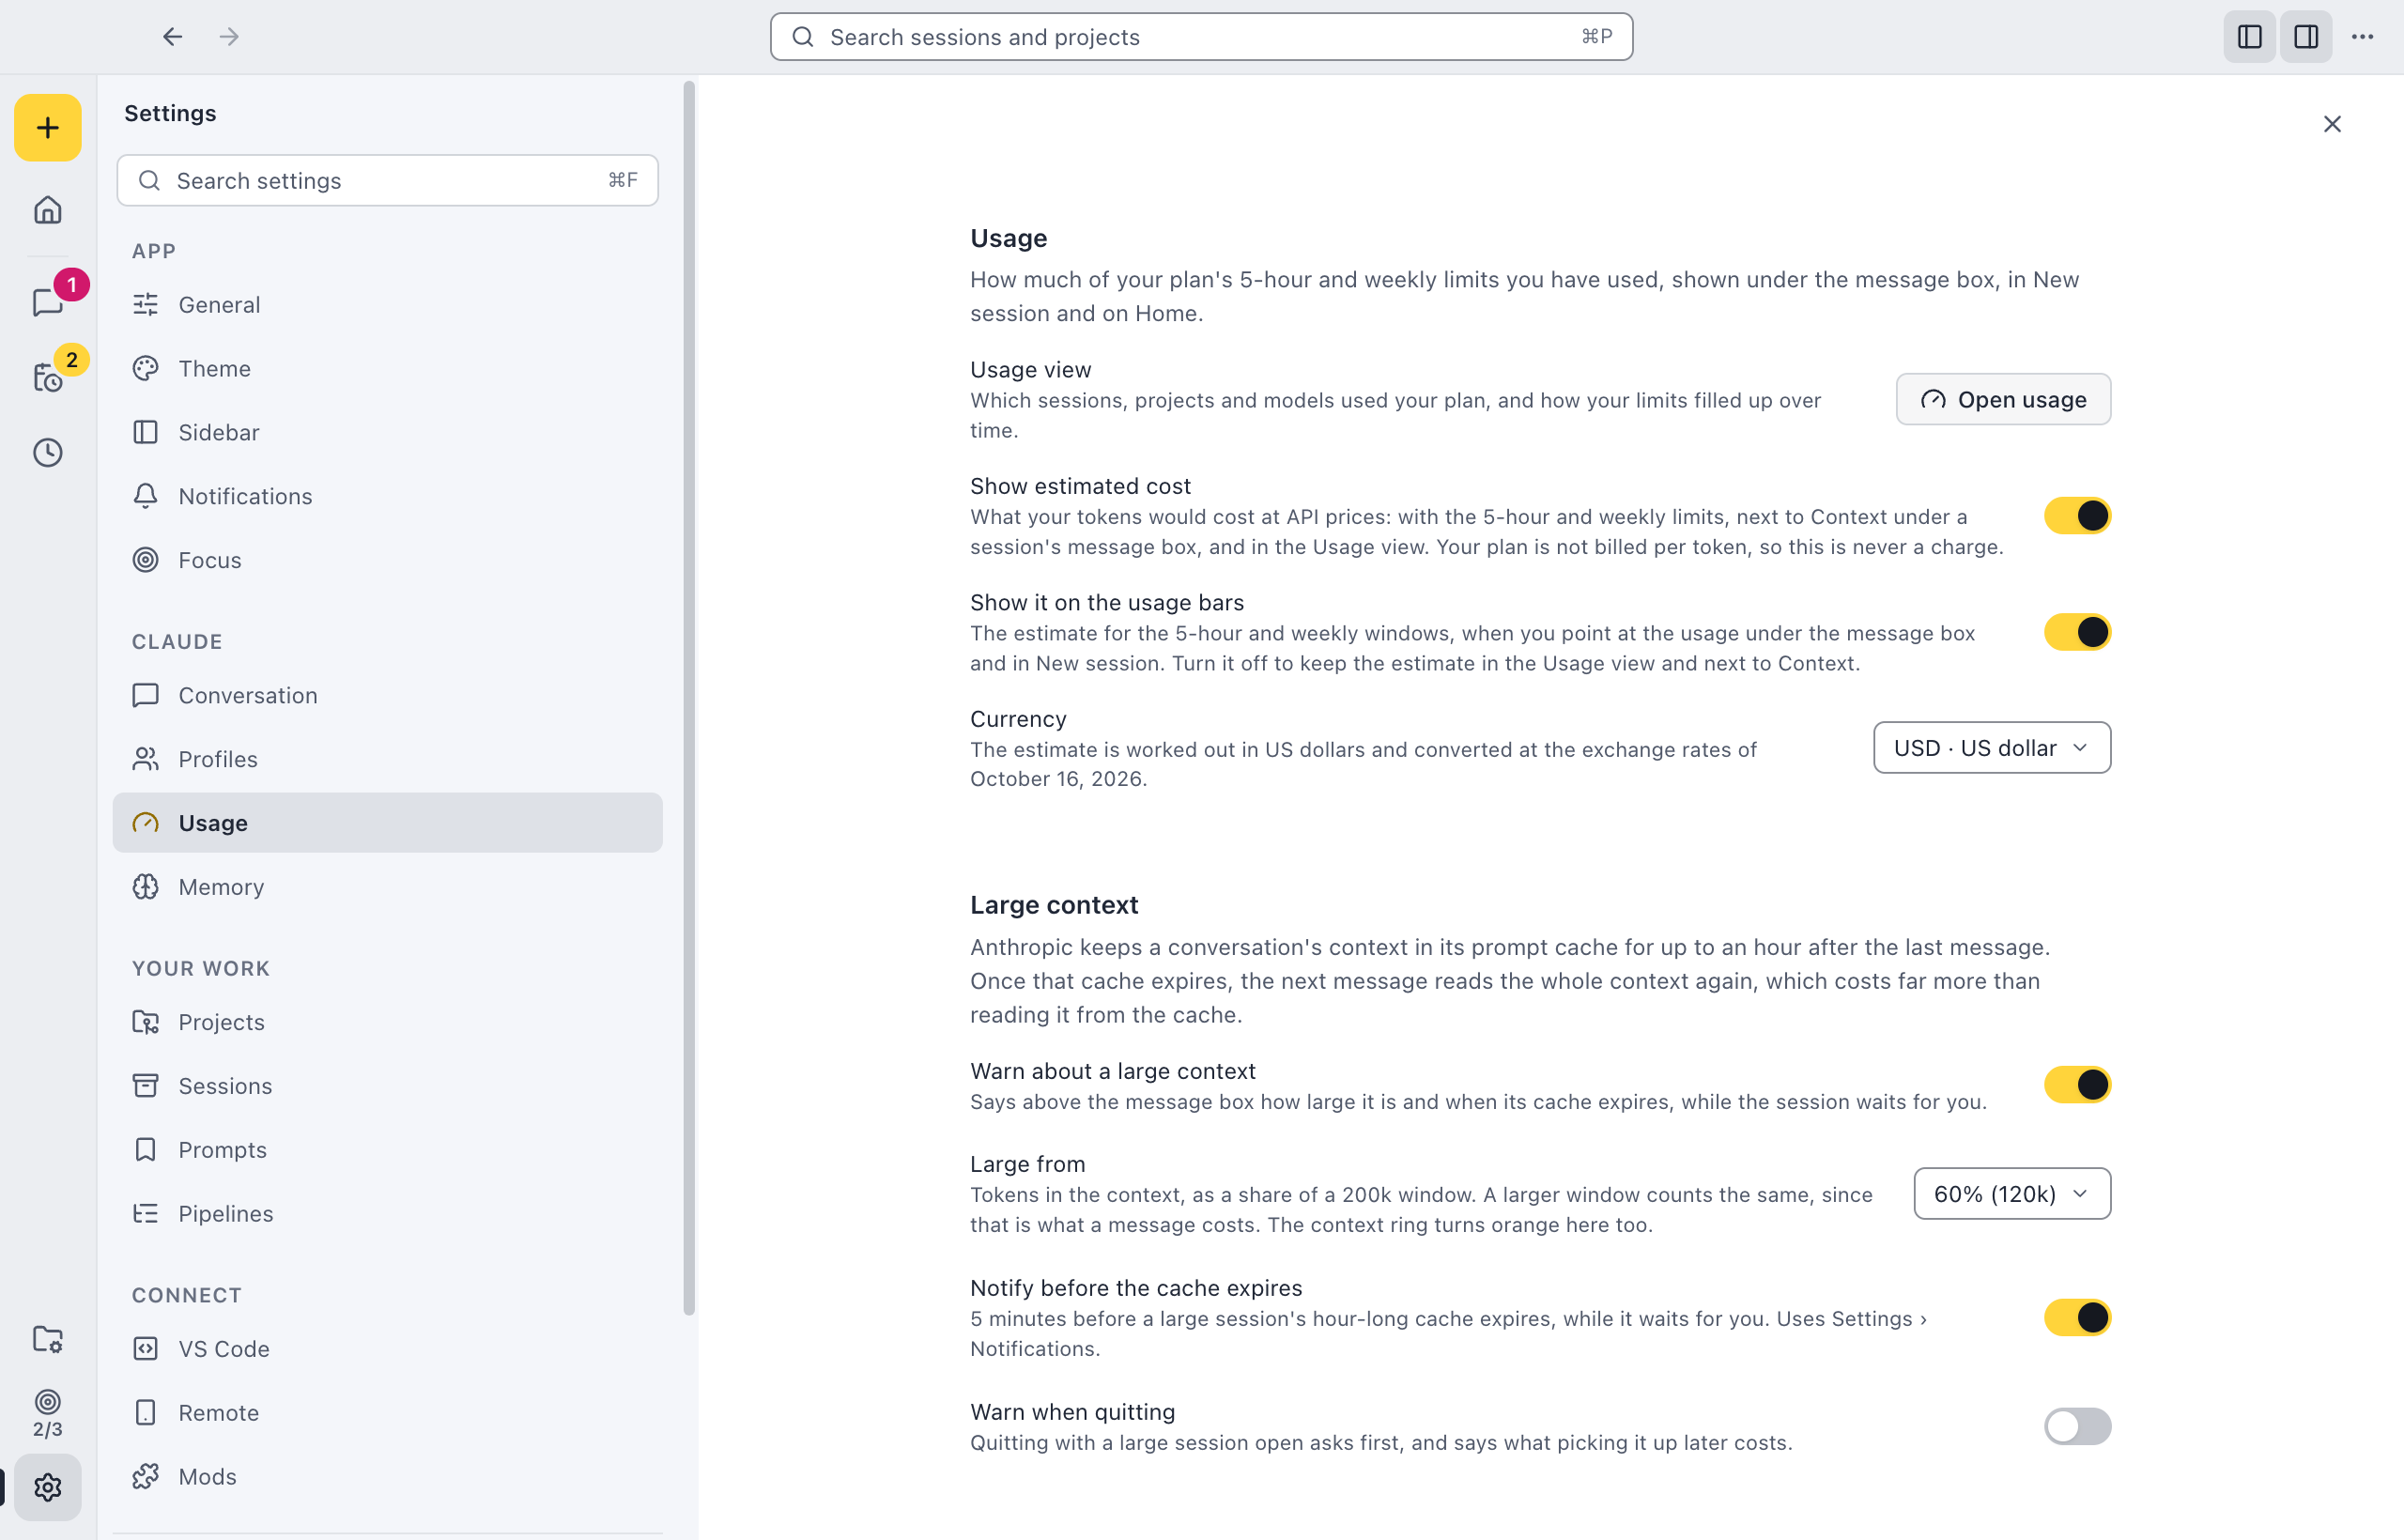 Search sessions and projects ⌘P
Settings
Search settings ⌘F
1
2
2/3
APP
General
Theme
Sidebar
Notifications
Focus
CLAUDE
Conversation
Profiles
Usage
Memory
YOUR WORK
Projects
Sessions
Prompts
Pipelines
CONNECT
VS Code
Remote
Mods
Usage
How much of your plan's 5-hour and weekly limits you have used, shown under the message box, in New
session and on Home.
Usage view
Which sessions, projects and models used your plan, and how your limits filled up over
time.
Open usage
Show estimated cost
What your tokens would cost at API prices: with the 5-hour and weekly limits, next to Context under a
session's message box, and in the Usage view. Your plan is not billed per token, so this is never a charge.
Show it on the usage bars
The estimate for the 5-hour and weekly windows, when you point at the usage under the message box
and in New session. Turn it off to keep the estimate in the Usage view and next to Context.
Currency
The estimate is worked out in US dollars and converted at the exchange rates of
October 16, 2026.
USD · US dollar
Large context
Anthropic keeps a conversation's context in its prompt cache for up to an hour after the last message.
Once that cache expires, the next message reads the whole context again, which costs far more than
reading it from the cache.
Warn about a large context
Says above the message box how large it is and when its cache expires, while the session waits for you.
Large from
Tokens in the context, as a share of a 200k window. A larger window counts the same, since
that is what a message costs. The context ring turns orange here too.
60% (120k)
Notify before the cache expires
5 minutes before a large session's hour-long cache expires, while it waits for you. Uses Settings ›
Notifications.
Warn when quitting
Quitting with a large session open asks first, and says what picking it up later costs.